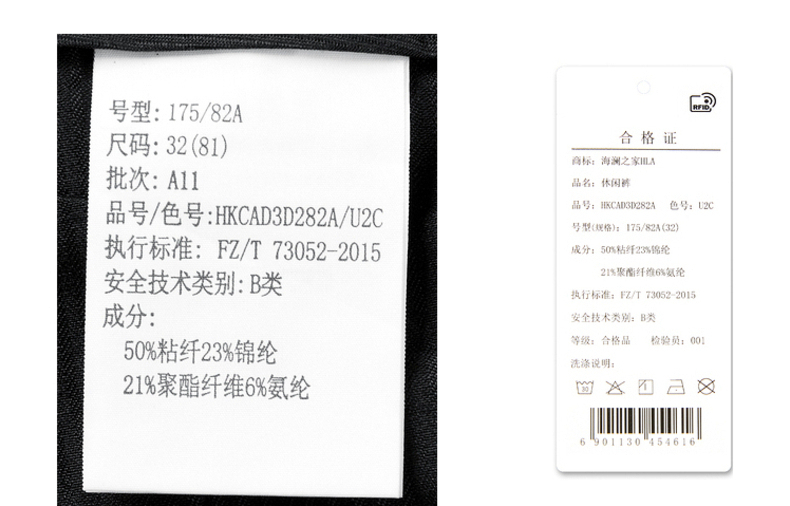 号型: 175/82A
尺码: 32(81)
批次: A11
品号/色号:HKCAD3D282A/U2C
执行标准: FZ/T 73052-2015
安全技术类别:B类
成分:
50%粘纤23%锦纶
21%聚酯纤维6%氨纶
RFID
合格证
商标: 海澜之家HLA
品名: 休闲裤
品号: HKCAD3D282A 色号: U2C
号型(规格): 175/82A(32)
成分: 50%粘纤23%锦纶
21%聚酯纤维6%氨纶
执行标准: FZ/T 73052-2015
安全技术类别: B类
等级: 合格品 检验员: 001
洗涤说明:
30
6 901130 454616